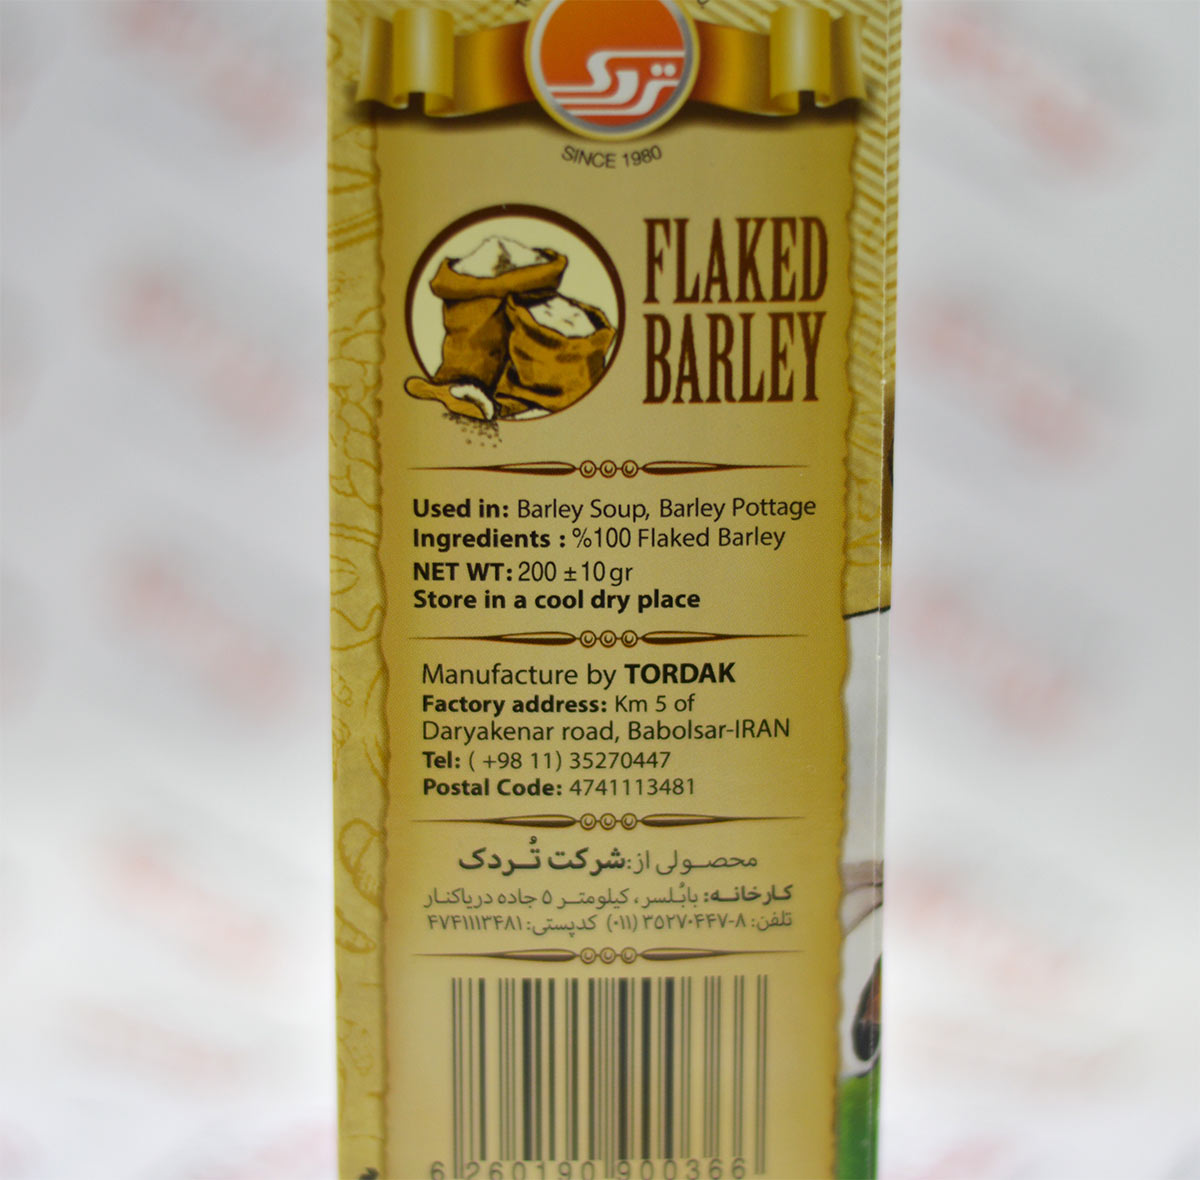 تردک
SINCE 1980
FLAKED
BARLEY
Used in: Barley Soup, Barley Pottage
Ingredients : %100 Flaked Barley
NET WT: 200 ±10 gr
Store in a cool dry place
Manufacture by TORDAK
Factory address: Km 5 of
Daryakenar road, Babolsar-IRAN
Tel: ( +98 11) 35270447
Postal Code: 4741113481
محصولی از: شرکت تُردک
کارخانه: بابُلسر، کیلومتر ۵ جاده دریاکنار
تلفن: ۸-۳۵۲۷۰۴۴۷ (۰۱۱) کدپستی: ۴۷۴۱۱۱۳۴۸۱
6 260190 900366